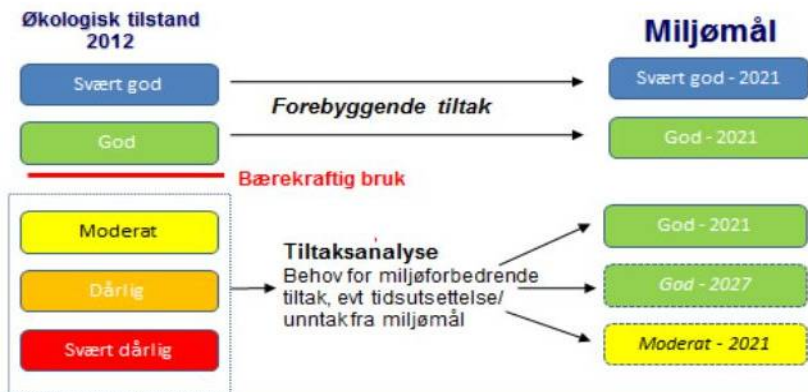 Økologisk tilstand
2012
Miljømål
Svært god
Forebyggende tiltak
Svært god - 2021
God
God - 2021
Bærekraftig bruk
Moderat
Dårlig
Svært dårlig
Tiltaksanalyse
Behov for miljøforbedrende
tiltak, evt tidsutsettelse/
unntak fra miljømål
God - 2021
God - 2027
Moderat - 2021